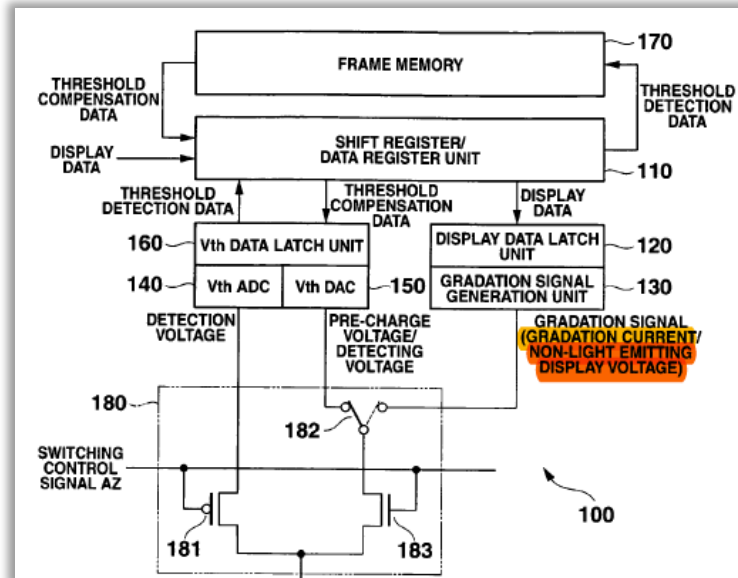 170
FRAME MEMORY
THRESHOLD
COMPENSATION
DATA
THRESHOLD
DETECTION
DATA
SHIFT REGISTER/
DATA REGISTER UNIT
DISPLAY
DATA
110
THRESHOLD
DETECTION DATA
THRESHOLD
COMPENSATION
DATA
DISPLAY
DATA
160
Vth DATA LATCH UNIT
DISPLAY DATA LATCH
UNIT
120
140
Vth ADC
Vth DAC
150
GRADATION SIGNAL
GENERATION UNIT
130
DETECTION
VOLTAGE
PRE-CHARGE
VOLTAGE/
DETECTING
VOLTAGE
GRADATION SIGNAL
(GRADATION CURRENT/
NON-LIGHT EMITTING
DISPLAY VOLTAGE)
180
182
SWITCHING
CONTROL
SIGNAL AZ
181
183
100